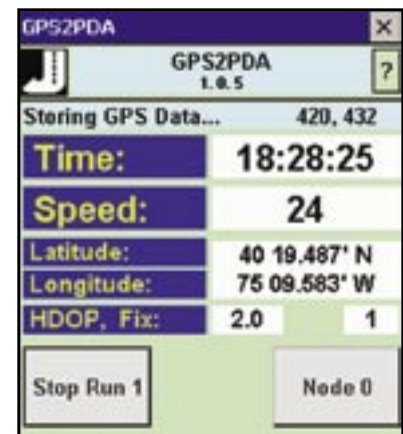 GPS2PDA ×
GPS2PDA ?
1.0.5
Storing GPS Data... 420, 432
Time: 18:28:25
Speed: 24
Latitude: 40 19.487' N
Longitude: 75 09.583' W
HDOP, Fix: 2.0 1
Stop Run 1 Node 0